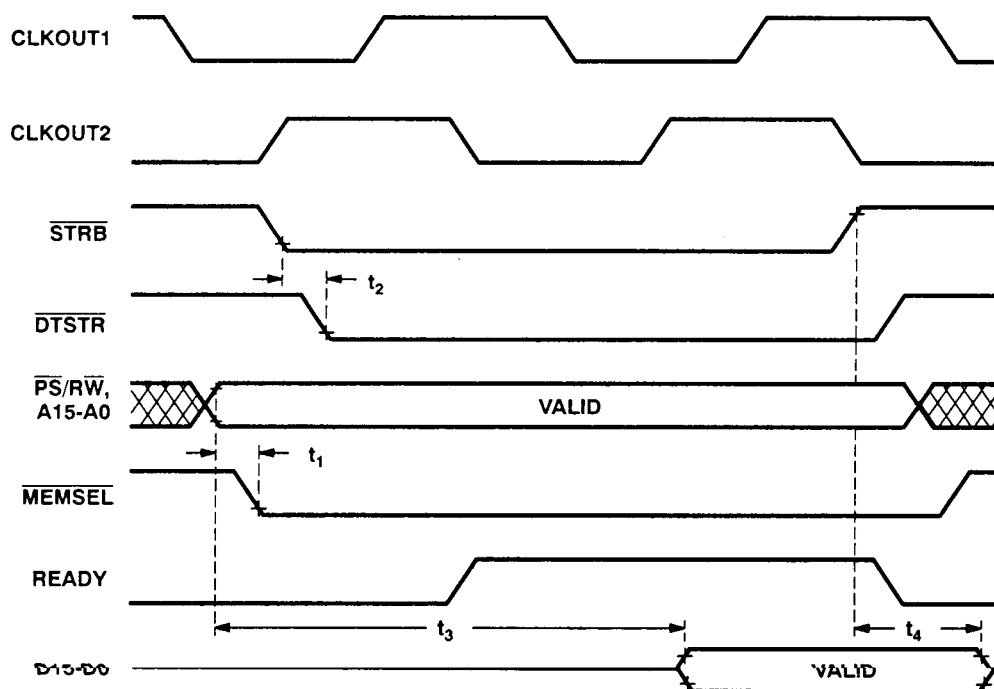 CLKOUT1
CLKOUT2
STRB
t2
DTSTR
PS/RW,
A15-A0
VALID
t1
MEMSEL
READY
t3
t4
D15-D0
VALID